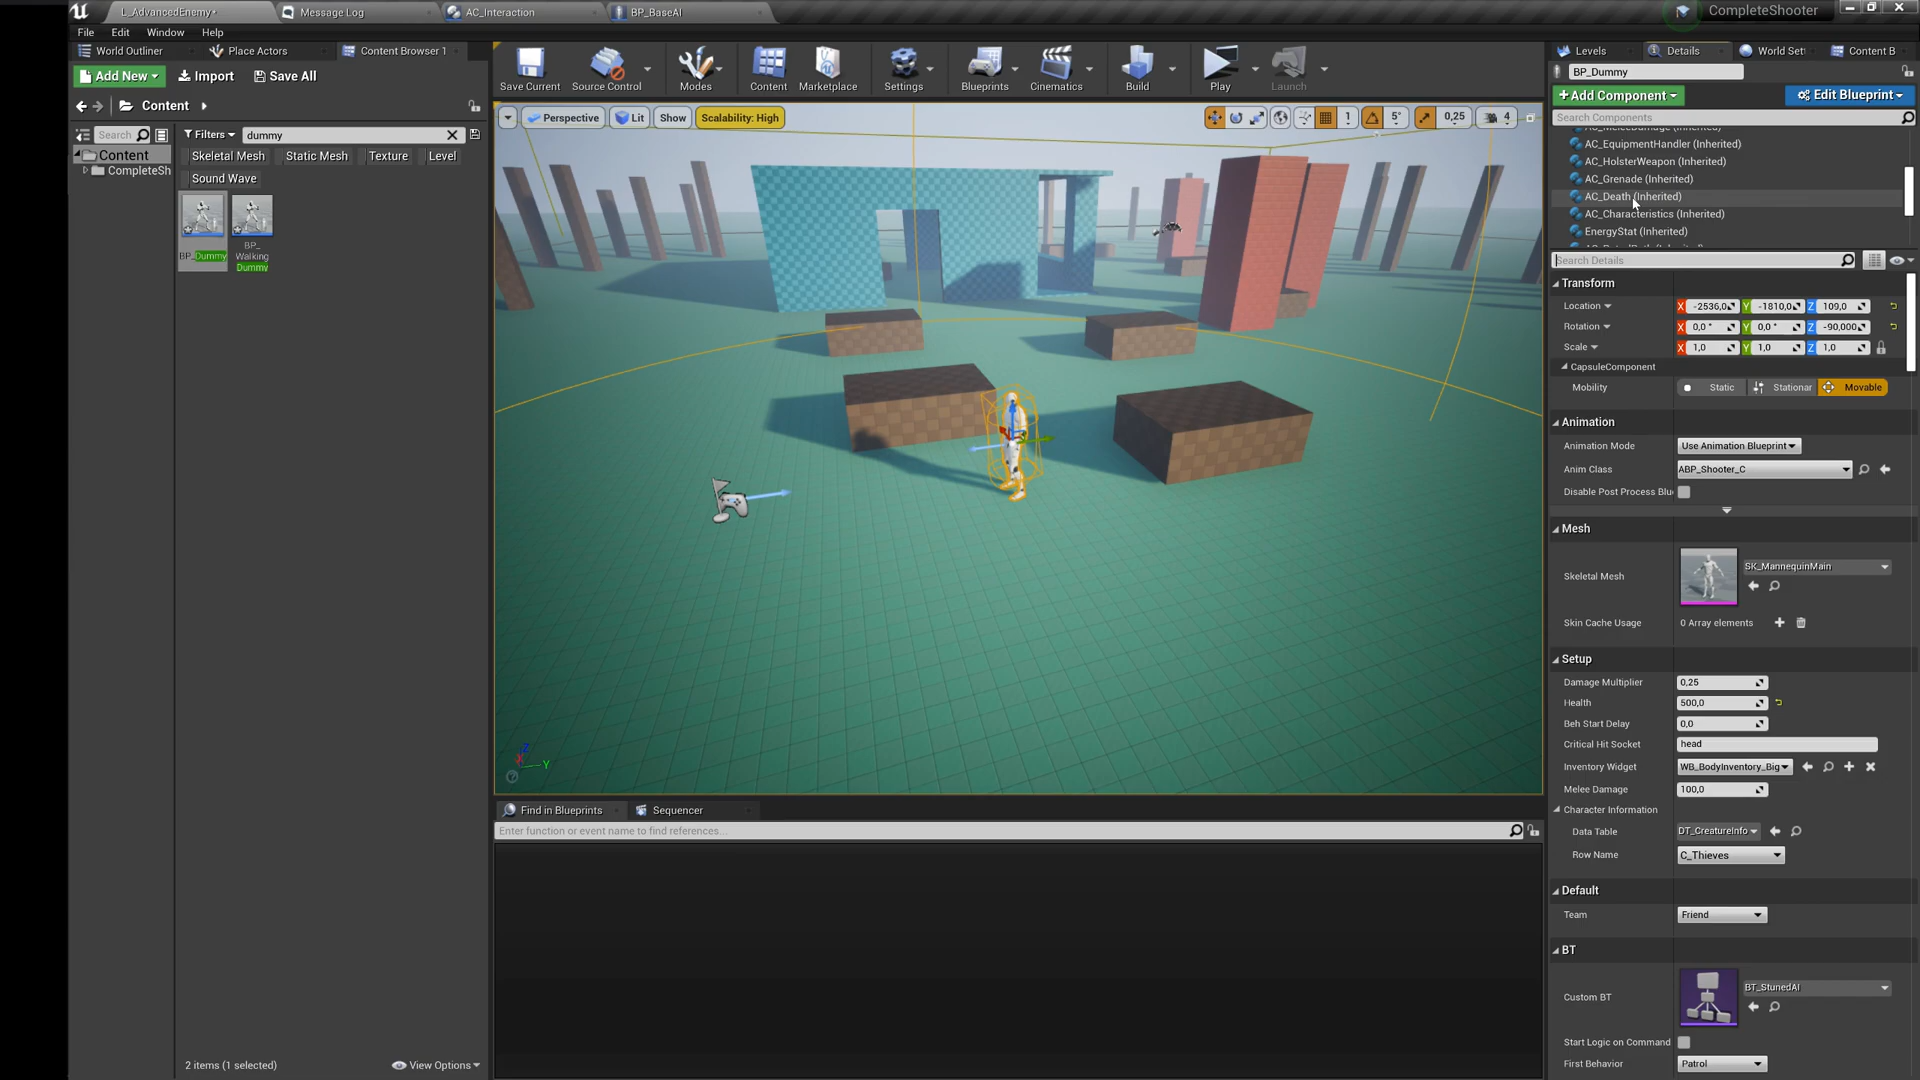 L_AdvancedEnemy*
Message Log
AC_Interaction
BP_BaseAI
CompleteShooter
File Edit Window Help
World Outliner
Place Actors
Content Browser 1
Levels
Details
World Set
Content B
Add New
Import
Save All
Save Current
Source Control
Modes
Content
Marketplace
Settings
Blueprints
Cinematics
Build
Play
Launch
BP_Dummy
+ Add Component
Edit Blueprint
Search Components
Content
Search
Filters
dummy
Skeletal Mesh
Static Mesh
Texture
Level
Sound Wave
Content
CompleteSh
BP_Dummy
BP_
Walking
Dummy
Perspective
Lit
Show
Scalability: High
1
5°
0,25
4
AC_EquipmentHandler (Inherited)
AC_HolsterWeapon (Inherited)
AC_Grenade (Inherited)
AC_Death (Inherited)
AC_Characteristics (Inherited)
EnergyStat (Inherited)
Search Details
Transform
Location X -2536,0 Y -1810,0 Z 109,0
Rotation X 0,0 ° Y 0,0 ° Z -90,000
Scale X 1,0 Y 1,0 Z 1,0
CapsuleComponent
Mobility Static Stationar Movable
Animation
Animation Mode Use Animation Blueprint
Anim Class ABP_Shooter_C
Disable Post Process Blu
Mesh
Skeletal Mesh SK_MannequinMain
Skin Cache Usage 0 Array elements
Setup
Damage Multiplier 0,25
Health 500,0
Beh Start Delay 0,0
Critical Hit Socket head
Inventory Widget WB_BodyInventory_Big
Melee Damage 100,0
Character Information
Data Table DT_CreatureInfo
Row Name C_Thieves
Default
Team Friend
BT
Custom BT BT_StunedAI
Start Logic on Command
First Behavior Patrol
Z
X
Y
Find in Blueprints
Sequencer
Enter function or event name to find references...
2 items (1 selected)
View Options